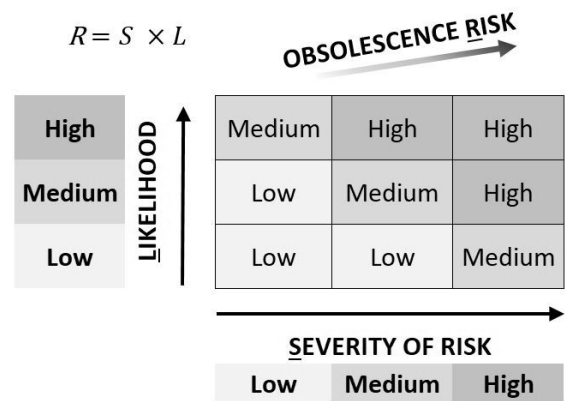 R = S × L
OBSOLESCENCE RISK
High
Medium
Low
LIKELIHOOD
Medium High High
Low Medium High
Low Low Medium
SEVERITY OF RISK
Low Medium High